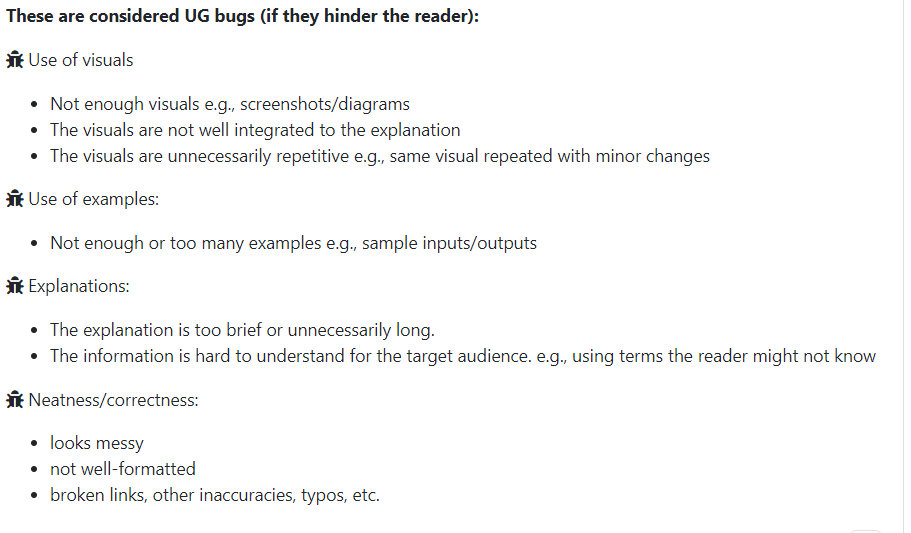 These are considered UG bugs (if they hinder the reader):
Use of visuals
• Not enough visuals e.g., screenshots/diagrams
• The visuals are not well integrated to the explanation
• The visuals are unnecessarily repetitive e.g., same visual repeated with minor changes
Use of examples:
• Not enough or too many examples e.g., sample inputs/outputs
Explanations:
• The explanation is too brief or unnecessarily long.
• The information is hard to understand for the target audience. e.g., using terms the reader might not know
Neatness/correctness:
• looks messy
• not well-formatted
• broken links, other inaccuracies, typos, etc.